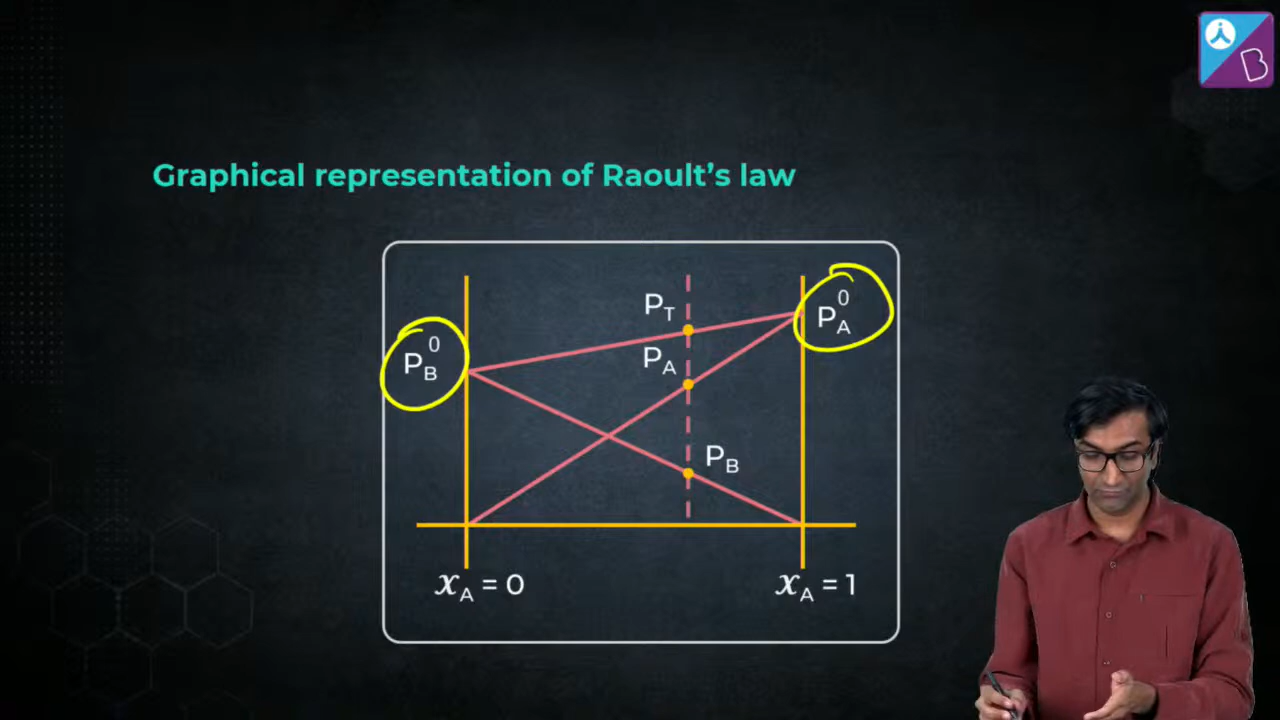 Graphical representation of Raoult's law
P_T
P_A^0
P_B^0
P_A
P_B
x_A = 0
x_A = 1
B